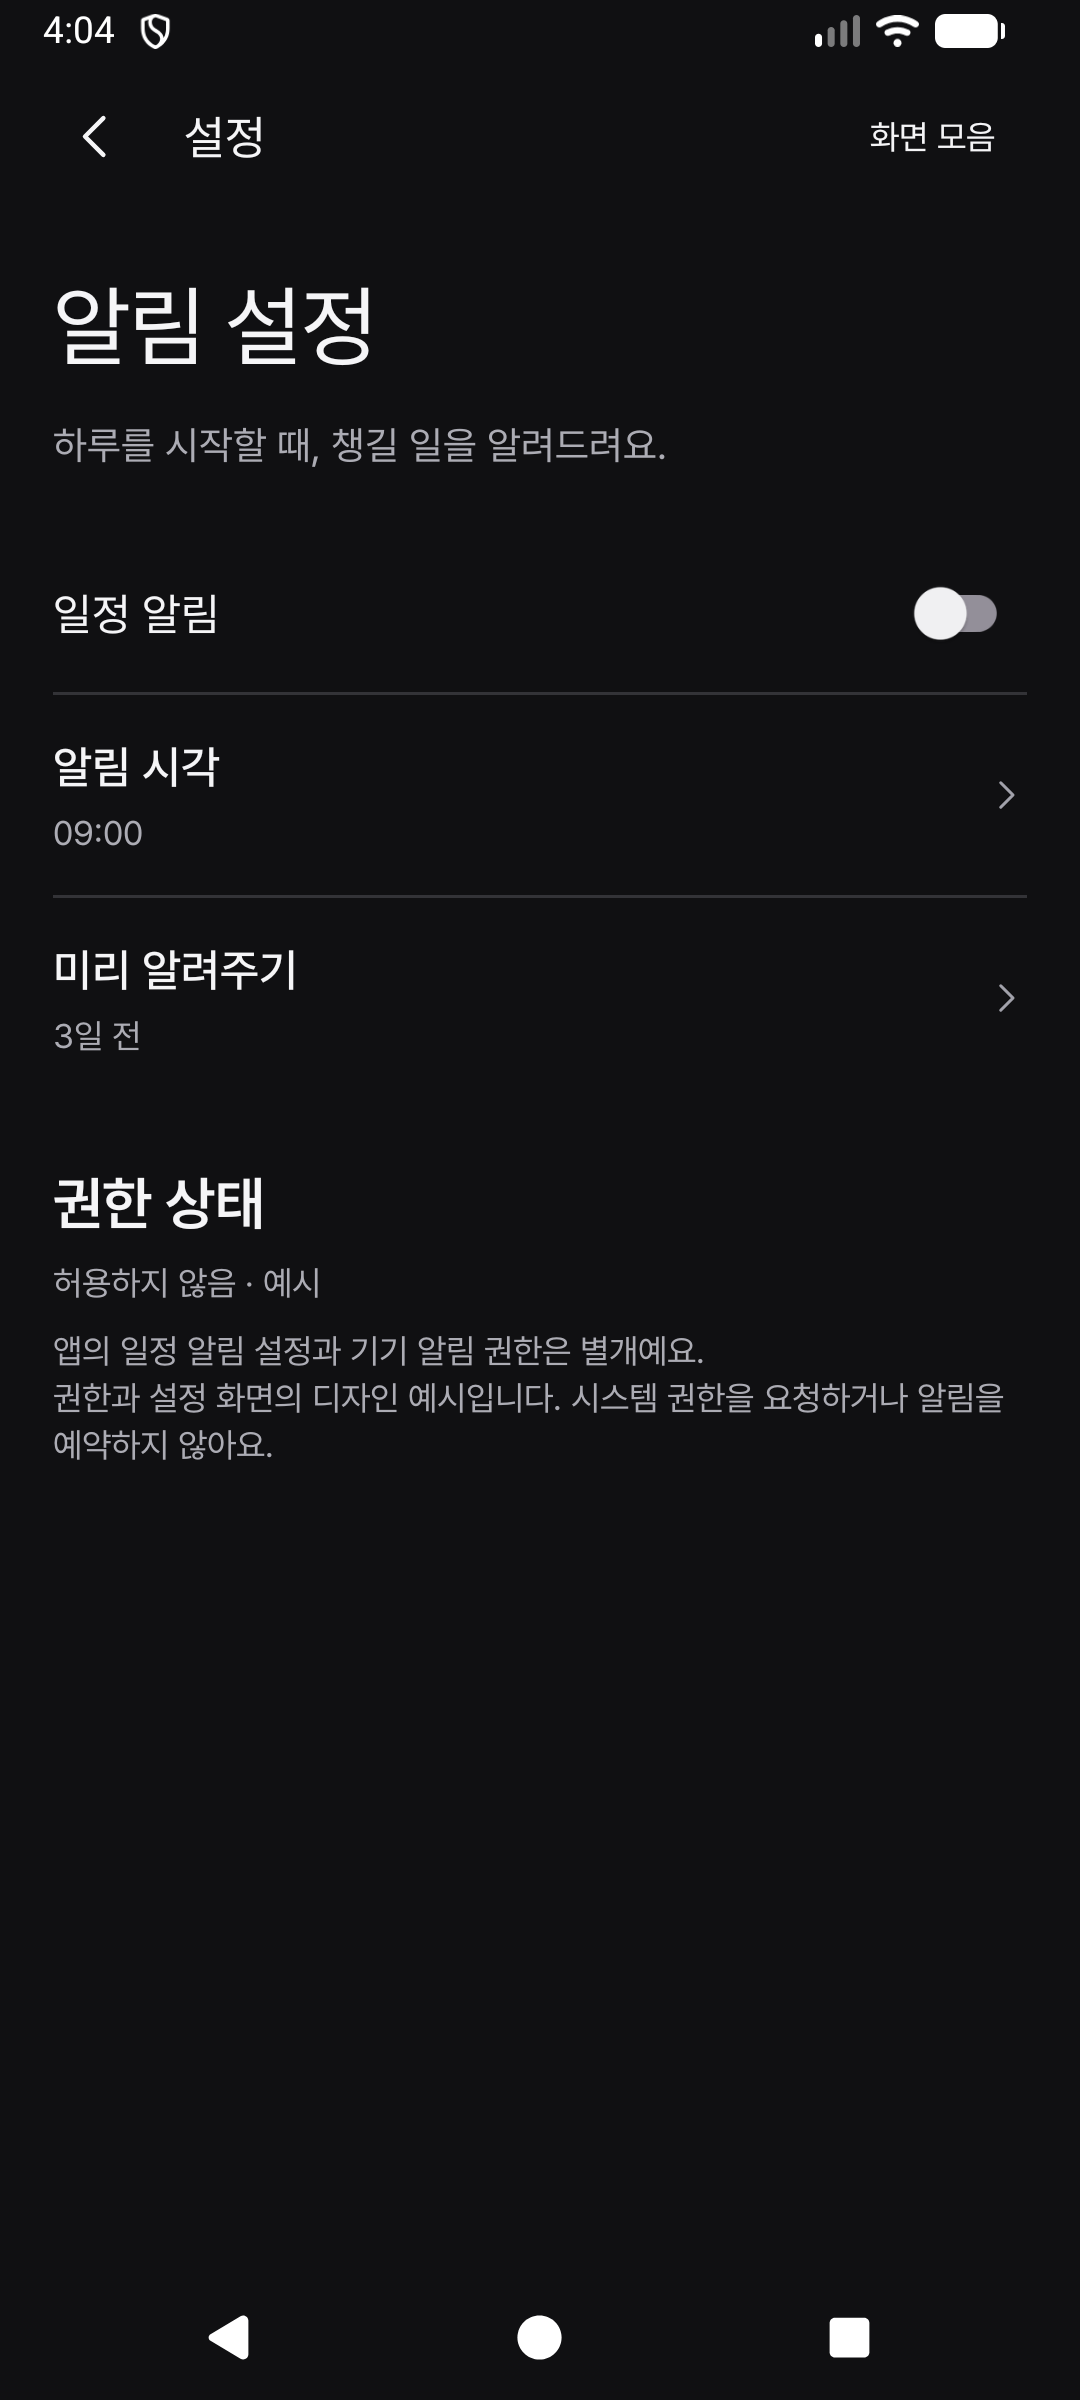 4:04
설정
화면 모음
알림 설정
하루를 시작할 때, 챙길 일을 알려드려요.
일정 알림
알림 시각
09:00
미리 알려주기
3일 전
권한 상태
허용하지 않음 · 예시
앱의 일정 알림 설정과 기기 알림 권한은 별개예요.
권한과 설정 화면의 디자인 예시입니다. 시스템 권한을 요청하거나 알림을
예약하지 않아요.